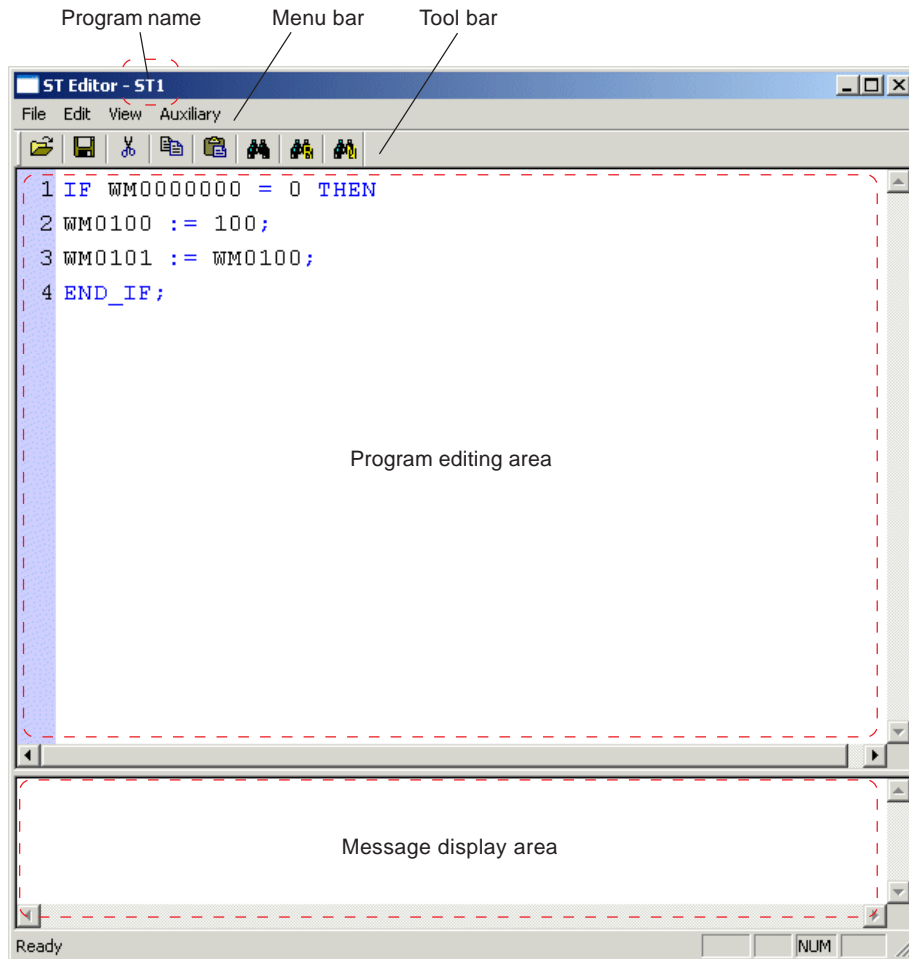 Program name Menu bar Tool bar
ST Editor - ST1
File Edit View Auxiliary
1 IF WM0000000 = 0 THEN
2 WM0100 := 100;
3 WM0101 := WM0100;
4 END_IF;
Program editing area
Message display area
Ready NUM